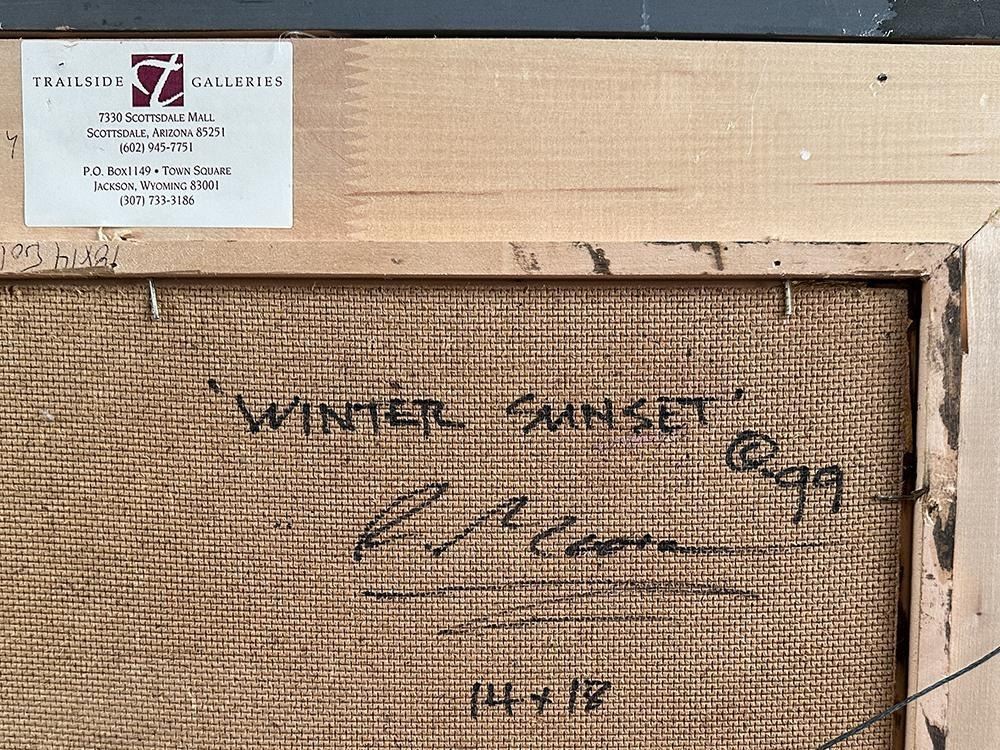 TRAILSIDE GALLERIES
7330 SCOTTSDALE MALL
SCOTTSDALE, ARIZONA 85251
(602) 945-7751
P.O. BOX1149 • TOWN SQUARE
JACKSON, WYOMING 83001
(307) 733-3186
'WINTER SUNSET'
© 99
14 x 18